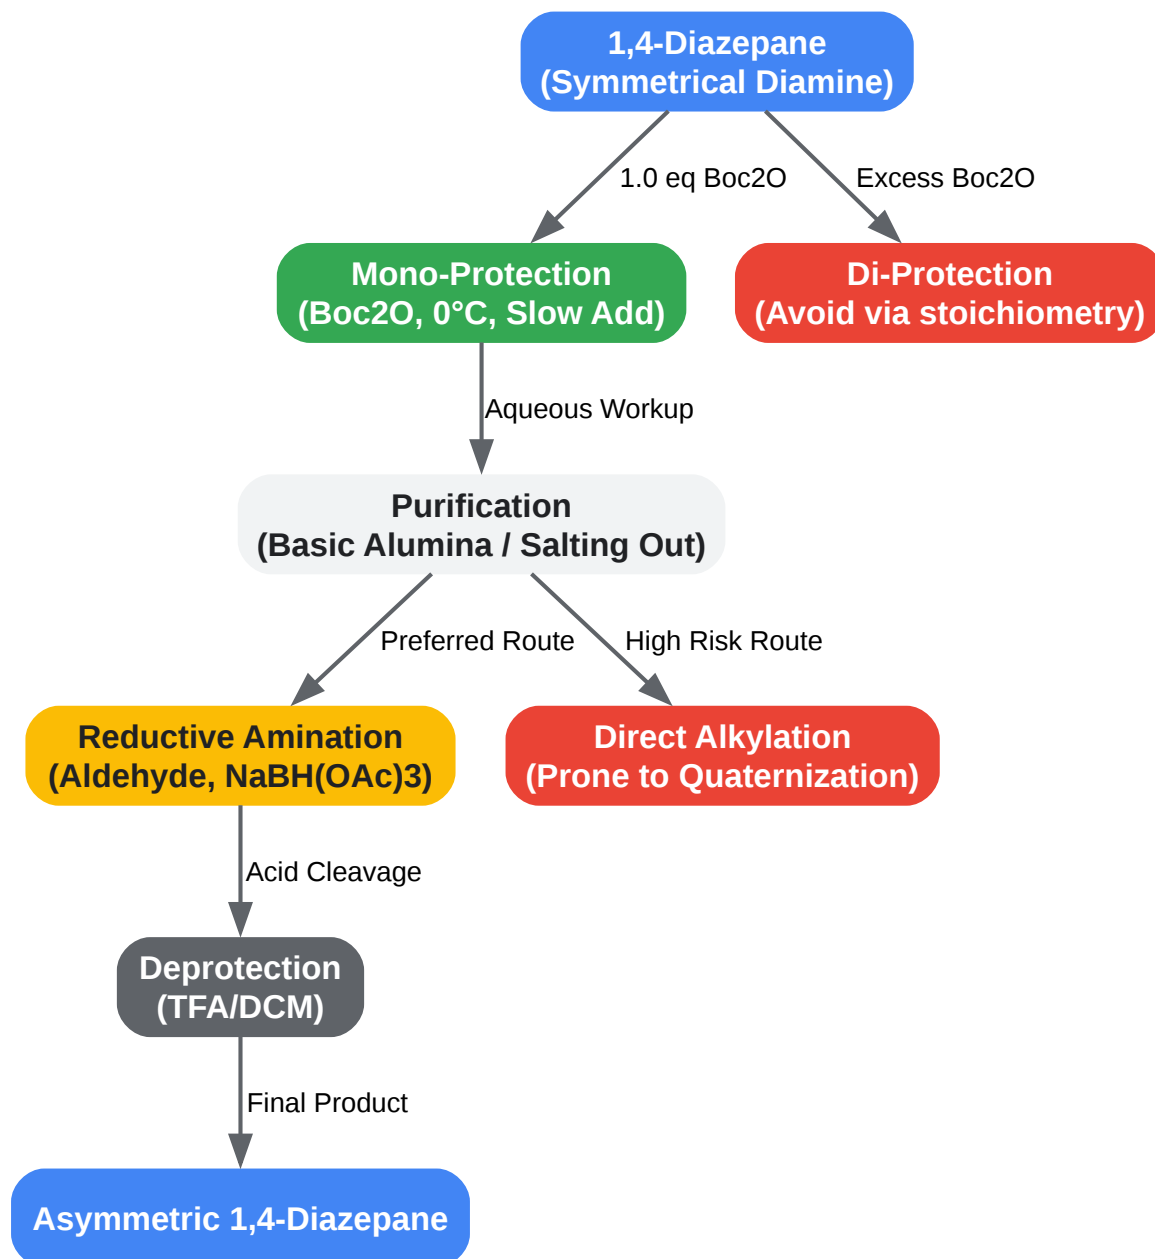 1,4-Diazepane
(Symmetrical Diamine)
1.0 eq Boc2O
Excess Boc2O
Mono-Protection
(Boc2O, 0°C, Slow Add)
Di-Protection
(Avoid via stoichiometry)
Aqueous Workup
Purification
(Basic Alumina / Salting Out)
Preferred Route
High Risk Route
Reductive Amination
(Aldehyde, NaBH(OAc)3)
Direct Alkylation
(Prone to Quaternization)
Acid Cleavage
Deprotection
(TFA/DCM)
Final Product
Asymmetric 1,4-Diazepane